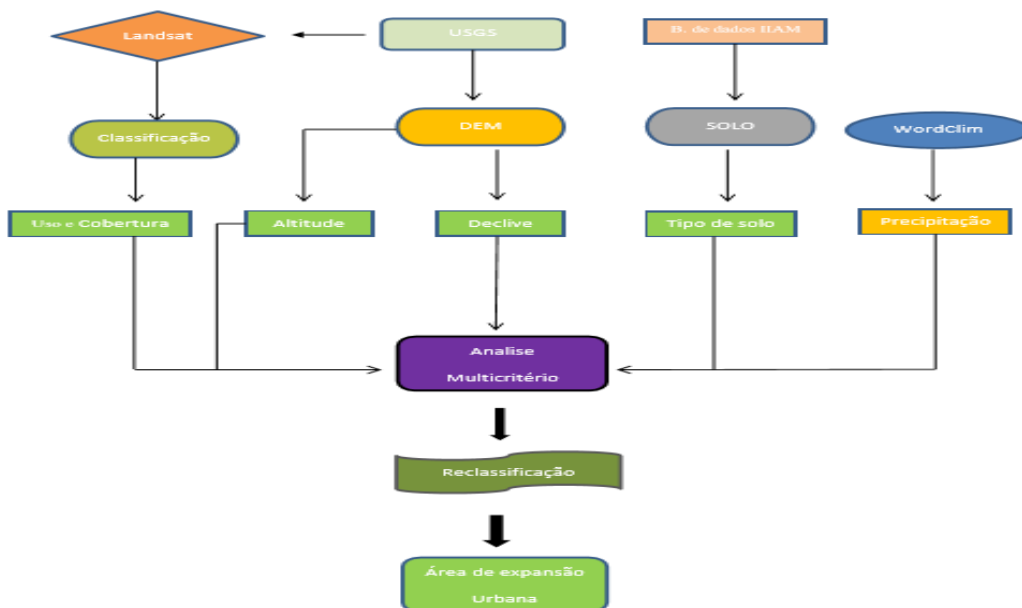 Landsat
USGS
B. de dados IIAM
Classificação
DEM
SOLO
WordClim
Uso e Cobertura
Altitude
Declive
Tipo de solo
Precipitação
Analise
Multicritério
Reclassificação
Área de expansão
Urbana